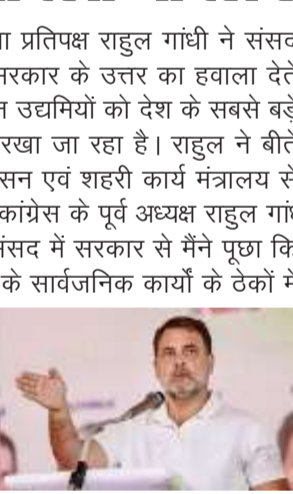 ा प्रतिपक्ष राहुल गांधी ने संसद
सरकार के उत्तर का हवाला देते
न उद्यमियों को देश के सबसे बड़े
रखा जा रहा है। राहुल ने बीते
सन एवं शहरी कार्य मंत्रालय से
कांग्रेस के पूर्व अध्यक्ष राहुल गां
संसद में सरकार से मैंने पूछा कि
के सार्वजनिक कार्यों के ठेकों में